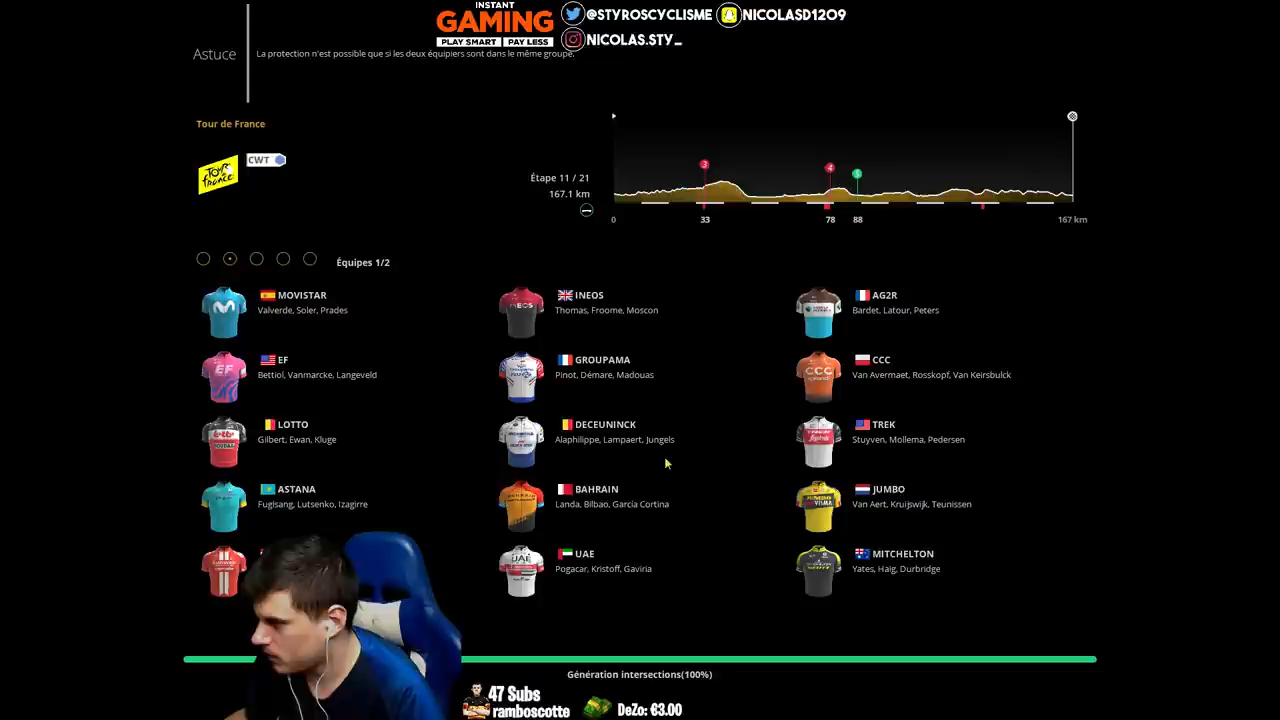 INSTANT
GAMING
PLAY SMART PAY LESS
@STYROSCYCLISME NICOLASD1209
NICOLAS.STY_
Astuce
La protection n'est possible que si les deux équipiers sont dans le même groupe.
Tour de France
TOUR de france
CWT
Étape 11 / 21
167.1 km
3
4
S
0 33 78 88 167 km
Équipes 1/2
MOVISTAR
Valverde, Soler, Prades
INEOS
Thomas, Froome, Moscon
AG2R
Bardet, Latour, Peters
EF
Bettiol, Vanmarcke, Langeveld
GROUPAMA
Pinot, Démare, Madouas
CCC
Van Avermaet, Rosskopf, Van Keirsbulck
LOTTO
Gilbert, Ewan, Kluge
DECEUNINCK
Alaphilippe, Lampaert, Jungels
TREK
Stuyven, Mollema, Pedersen
ASTANA
Fuglsang, Lutsenko, Izagirre
BAHRAIN
Landa, Bilbao, García Cortina
JUMBO
Van Aert, Kruijswijk, Teunissen
UAE
Pogacar, Kristoff, Gaviria
MITCHELTON
Yates, Haig, Durbridge
Génération intersections(100%)
47 Subs
ramboscotte
DeZo: €3.00